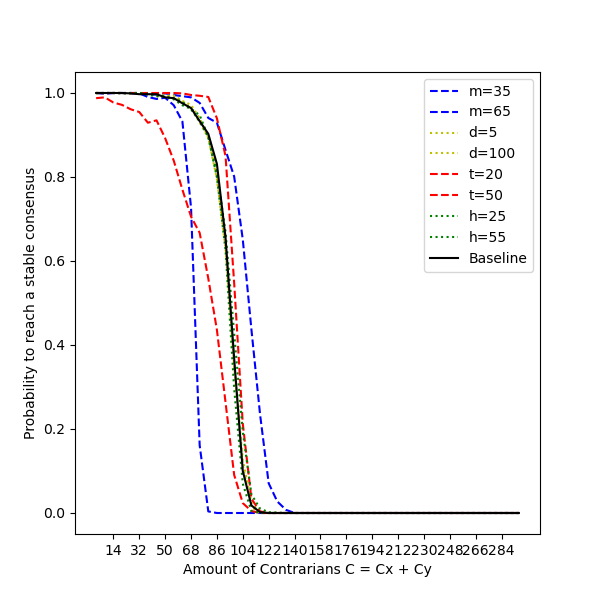 1.0
0.8
0.6
0.4
0.2
0.0
Probability to reach a stable consensus
m=35
m=65
d=5
d=100
t=20
t=50
h=25
h=55
Baseline
14 32 50 68 86 104 122 140 158 176 194 212 230 248 266 284
Amount of Contrarians C = Cx + Cy